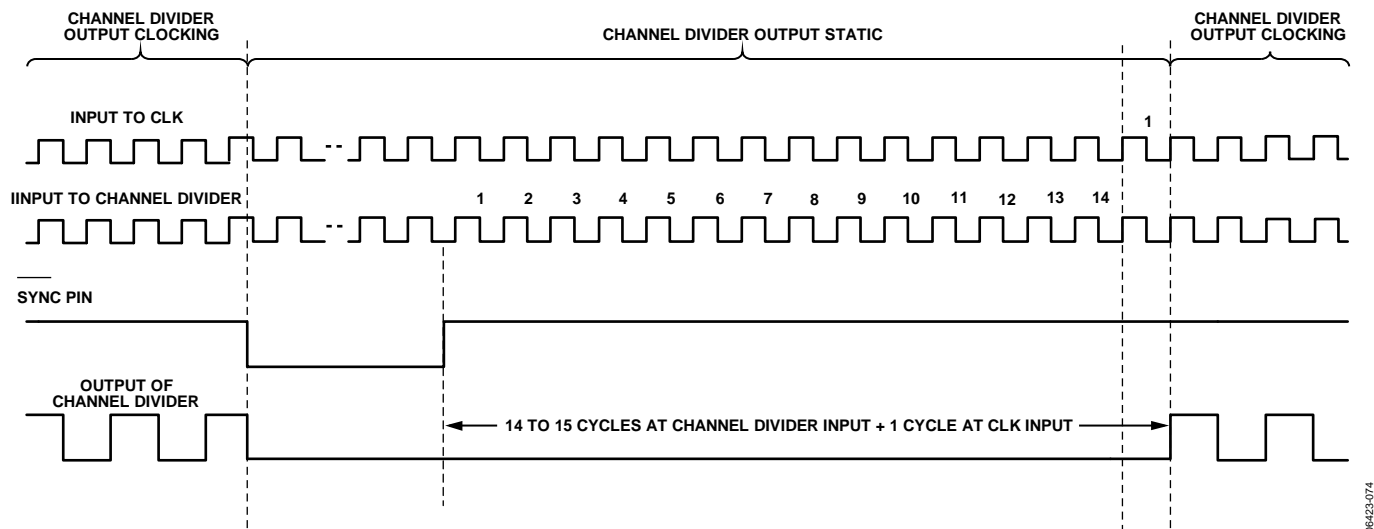 CHANNEL DIVIDER
OUTPUT CLOCKING
CHANNEL DIVIDER OUTPUT STATIC
CHANNEL DIVIDER
OUTPUT CLOCKING
INPUT TO CLK
1
IINPUT TO CHANNEL DIVIDER
1 2 3 4 5 6 7 8 9 10 11 12 13 14
SYNC PIN
OUTPUT OF
CHANNEL DIVIDER
14 TO 15 CYCLES AT CHANNEL DIVIDER INPUT + 1 CYCLE AT CLK INPUT
06423-074